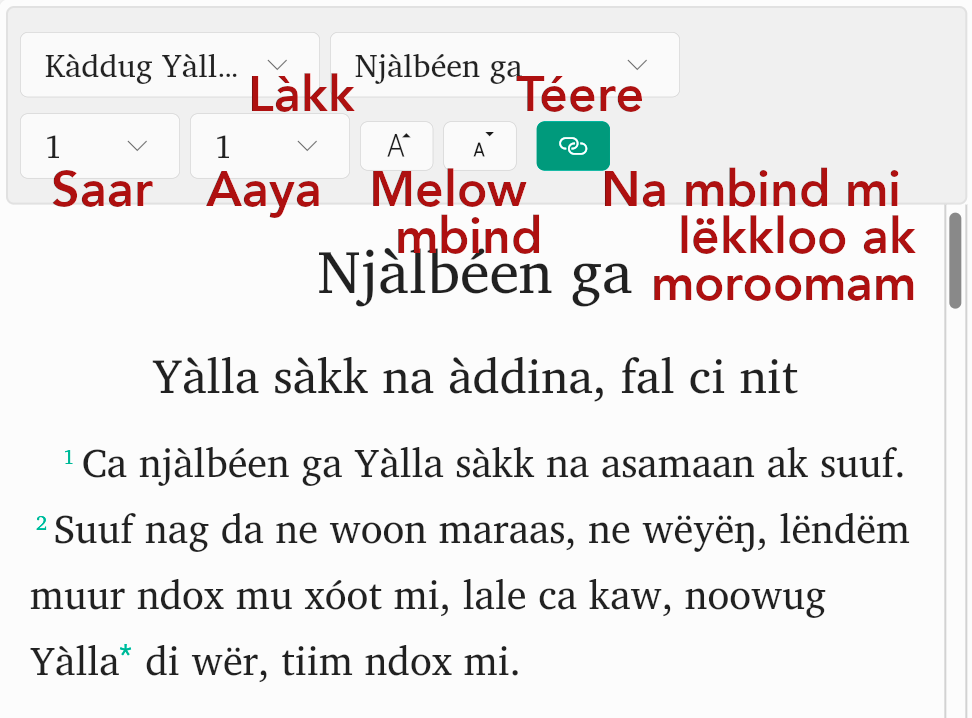 Kàddug Yàll...
Njàlbéen ga
Làkk
Téere
1
1
A
A
Saar
Aaya
Melow
mbind
Na mbind mi
lëkkloo ak
moroomam
Njàlbéen ga
Yàlla sàkk na àddina, fal ci nit
1 Ca njàlbéen ga Yàlla sàkk na asamaan ak suuf.
2 Suuf nag da ne woon maraas, ne wëyëŋ, lëndëm
muur ndox mu xóot mi, lale ca kaw, noowug
Yàlla* di wër, tiim ndox mi.